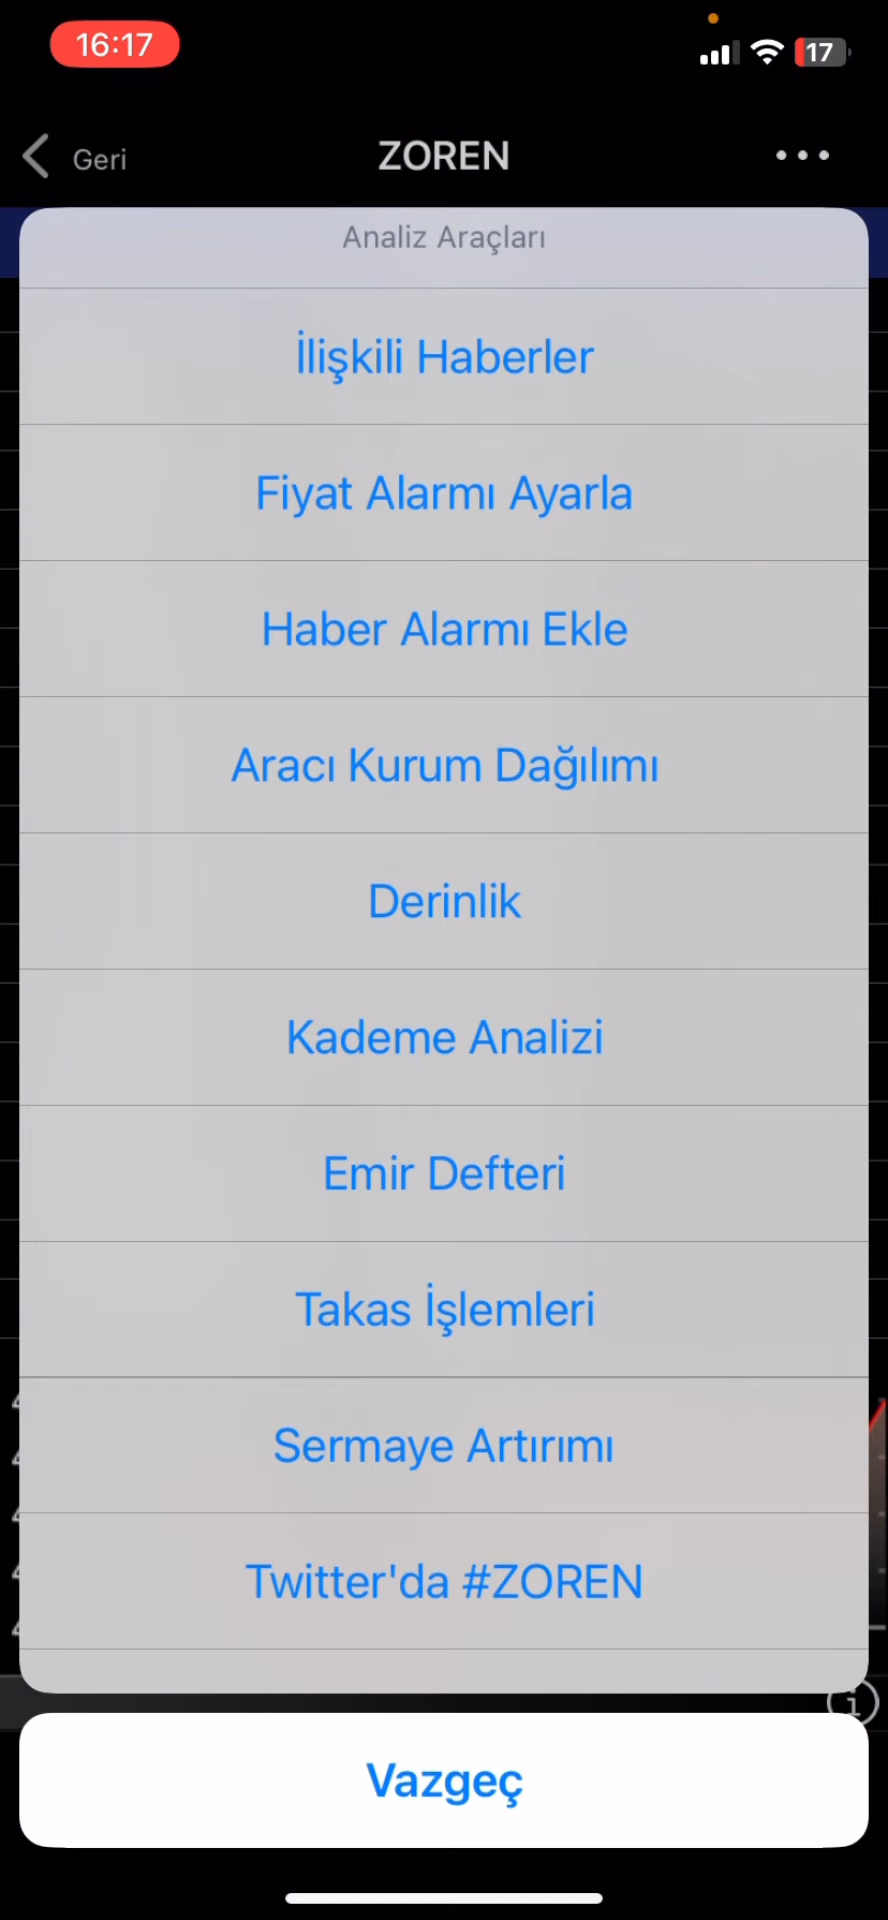 16:17
17
Geri
ZOREN
Analiz Araçları
İlişkili Haberler
Fiyat Alarmı Ayarla
Haber Alarmı Ekle
Aracı Kurum Dağılımı
Derinlik
Kademe Analizi
Emir Defteri
Takas İşlemleri
Sermaye Artırımı
Twitter'da #ZOREN
Vazgeç